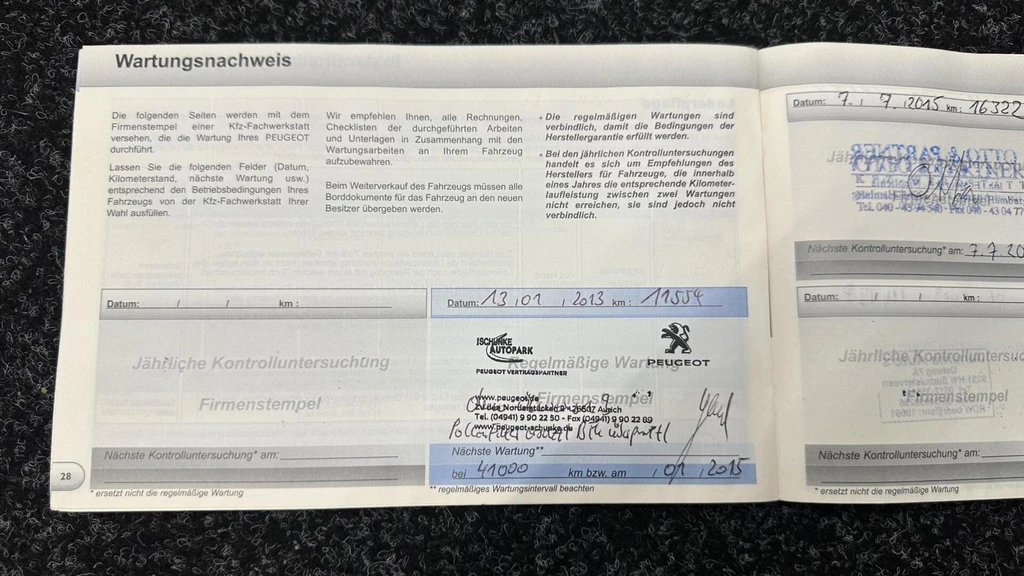 Wartungsnachweis
Die folgenden Seiten werden mit dem
Firmenstempel einer Kfz-Fachwerkstatt
versehen, die die Wartung Ihres PEUGEOT
durchführt.
Lassen Sie die folgenden Felder (Datum,
Kilometerstand, nächste Wartung usw.)
entsprechend den Betriebsbedingungen Ihres
Fahrzeugs von der Kfz-Fachwerkstatt Ihrer
Wahl ausfüllen.
Wir empfehlen Ihnen, alle Rechnungen,
Checklisten der durchgeführten Arbeiten
und Unterlagen in Zusammenhang mit den
Wartungsarbeiten an Ihrem Fahrzeug
aufzubewahren.
Beim Weiterverkauf des Fahrzeugs müssen alle
Borddokumente für das Fahrzeug an den neuen
Besitzer übergeben werden.
• Die regelmäßigen Wartungen sind
verbindlich, damit die Bedingungen der
Herstellergarantie erfüllt werden.
• Bei den jährlichen Kontrolluntersuchungen
handelt es sich um Empfehlungen des
Herstellers für Fahrzeuge, die innerhalb
eines Jahres die entsprechende Kilometer-
laufleistung zwischen zwei Wartungen
nicht erreichen, sie sind jedoch nicht
verbindlich.
Datum: / / km :
Jährliche Kontrolluntersuchung
Firmenstempel
Nächste Kontrolluntersuchung* am:
28
* ersetzt nicht die regelmäßige Wartung
Datum: 13 / 01 / 2013 km : 11554
AUTOPARK
PEUGEOT
Regelmäßige Wartung
PEUGEOT VERTRAGSPARTNER
www.peugeot.de
Firmenstempel
26607 Aurich
Tel. (04941) 9 90 22 50 - Fax (04941) 9 90 22 89
Nächste Wartung**
bei 41000 km bzw. am / 01 / 2015
** regelmäßiges Wartungsintervall beachten
Datum: 7. / 7. / 2015 km : 16322
Nächste Kontrolluntersuchung* am: 7.7.20
Datum: / / km :
Jährliche Kontrolluntersuc
Firmenstempel
Nächste Kontrolluntersuchung* am:
* ersetzt nicht die regelmäßige Wartung